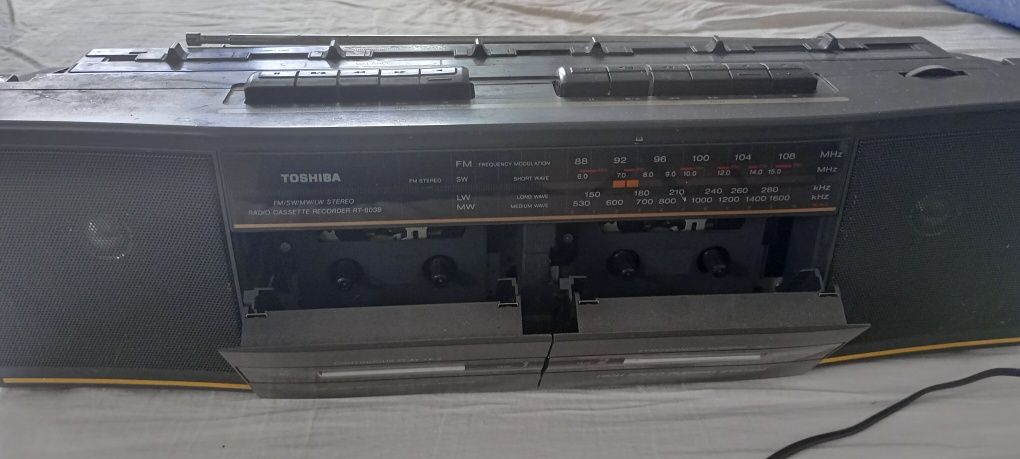 TOSHIBA
FM/SW/MW/LW STEREO
RADIO CASSETTE RECORDER RT-8039
FM STEREO
FM FREQUENCY MODULATION 88 92 96 100 104 108 MHz
SW SHORT WAVE 6.0 7.0 8.0 9.0 10.0 12.0 14.0 15.0 MHz
LW LONG WAVE 150 180 210 240 260 280 kHz
MW MEDIUM WAVE 530 600 700 800 1000 1200 1400 1600 kHz